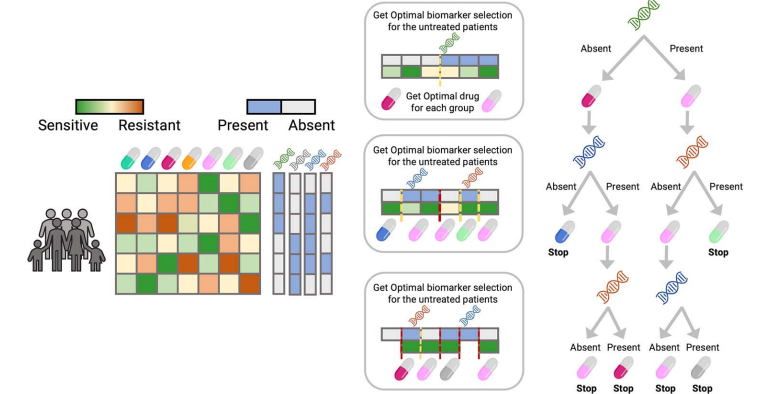 Sensitive Resistant
Present Absent
Get Optimal biomarker selection
for the untreated patients
Get Optimal drug
for each group
Get Optimal biomarker selection
for the untreated patients
Get Optimal biomarker selection
for the untreated patients
Absent Present
Absent Present Absent Present
Stop Stop
Absent Present Absent Present
Stop Stop Stop Stop